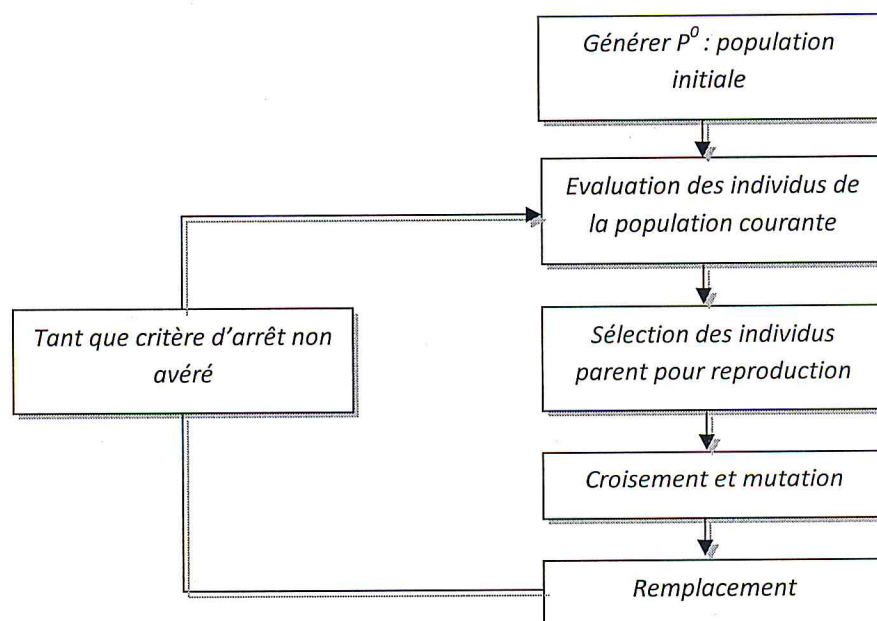 Générer P⁰ : population
initiale
Evaluation des individus de
la population courante
Tant que critère d'arrêt non
avéré
Sélection des individus
parent pour reproduction
Croisement et mutation
Remplacement